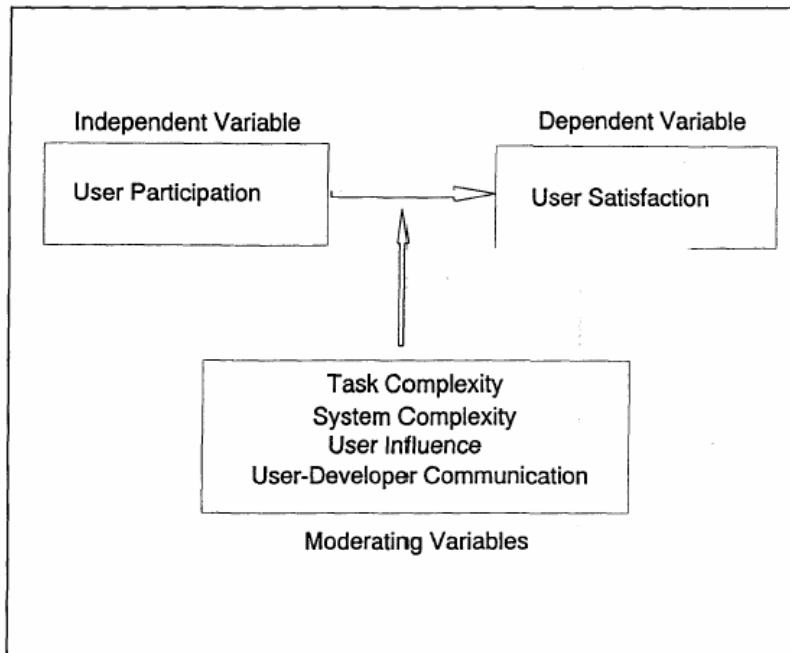 Independent Variable
Dependent Variable
User Participation
User Satisfaction
Task Complexity
System Complexity
User Influence
User-Developer Communication
Moderating Variables